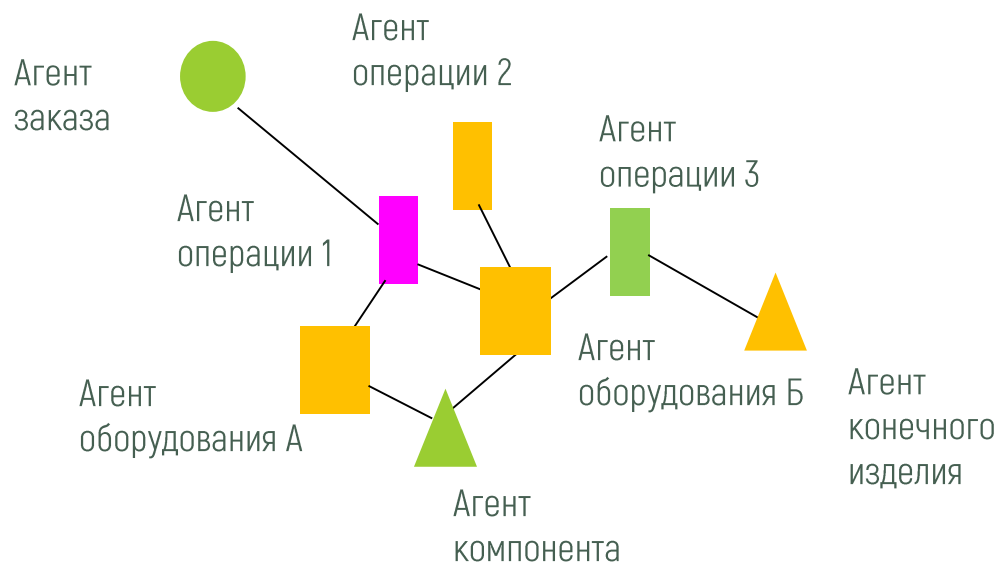 Агент
заказа
Агент
операции 2
Агент
операции 3
Агент
операции 1
Агент
оборудования А
Агент
оборудования Б
Агент
конечного
изделия
Агент
компонента